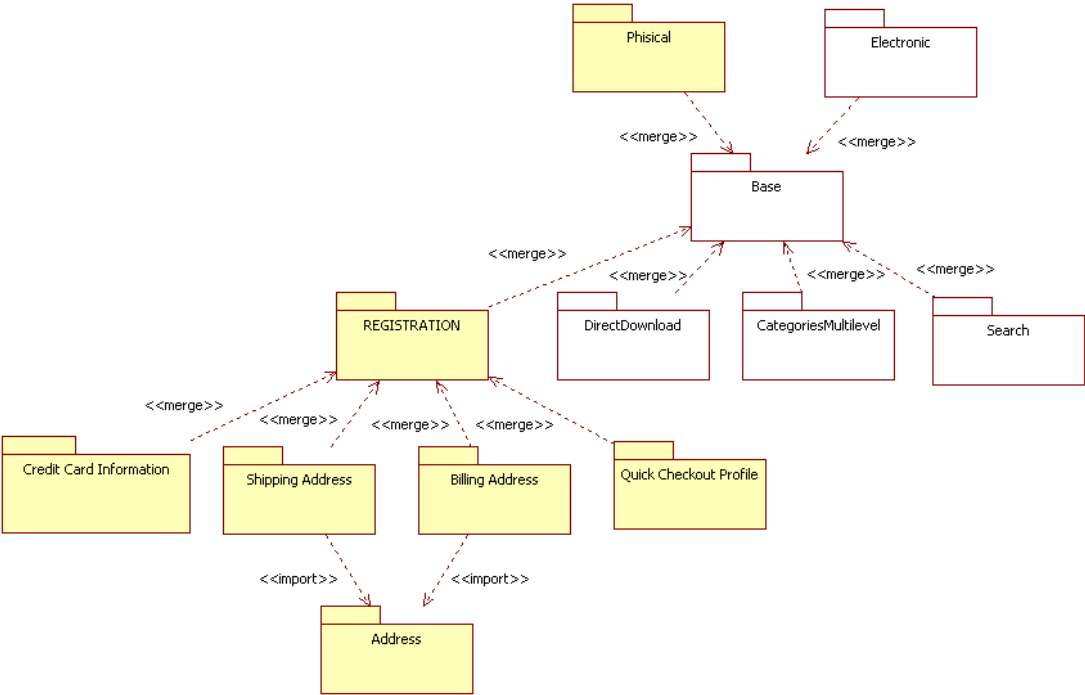 Phisical
Electronic
<<merge>>
<<merge>>
Base
<<merge>>
<<merge>>
<<merge>>
<<merge>>
REGISTRATION
DirectDownload
CategoriesMultilevel
Search
<<merge>>
<<merge>>
<<merge>>
<<merge>>
Credit Card Information
Shipping Address
Billing Address
Quick Checkout Profile
<<import>>
<<import>>
Address